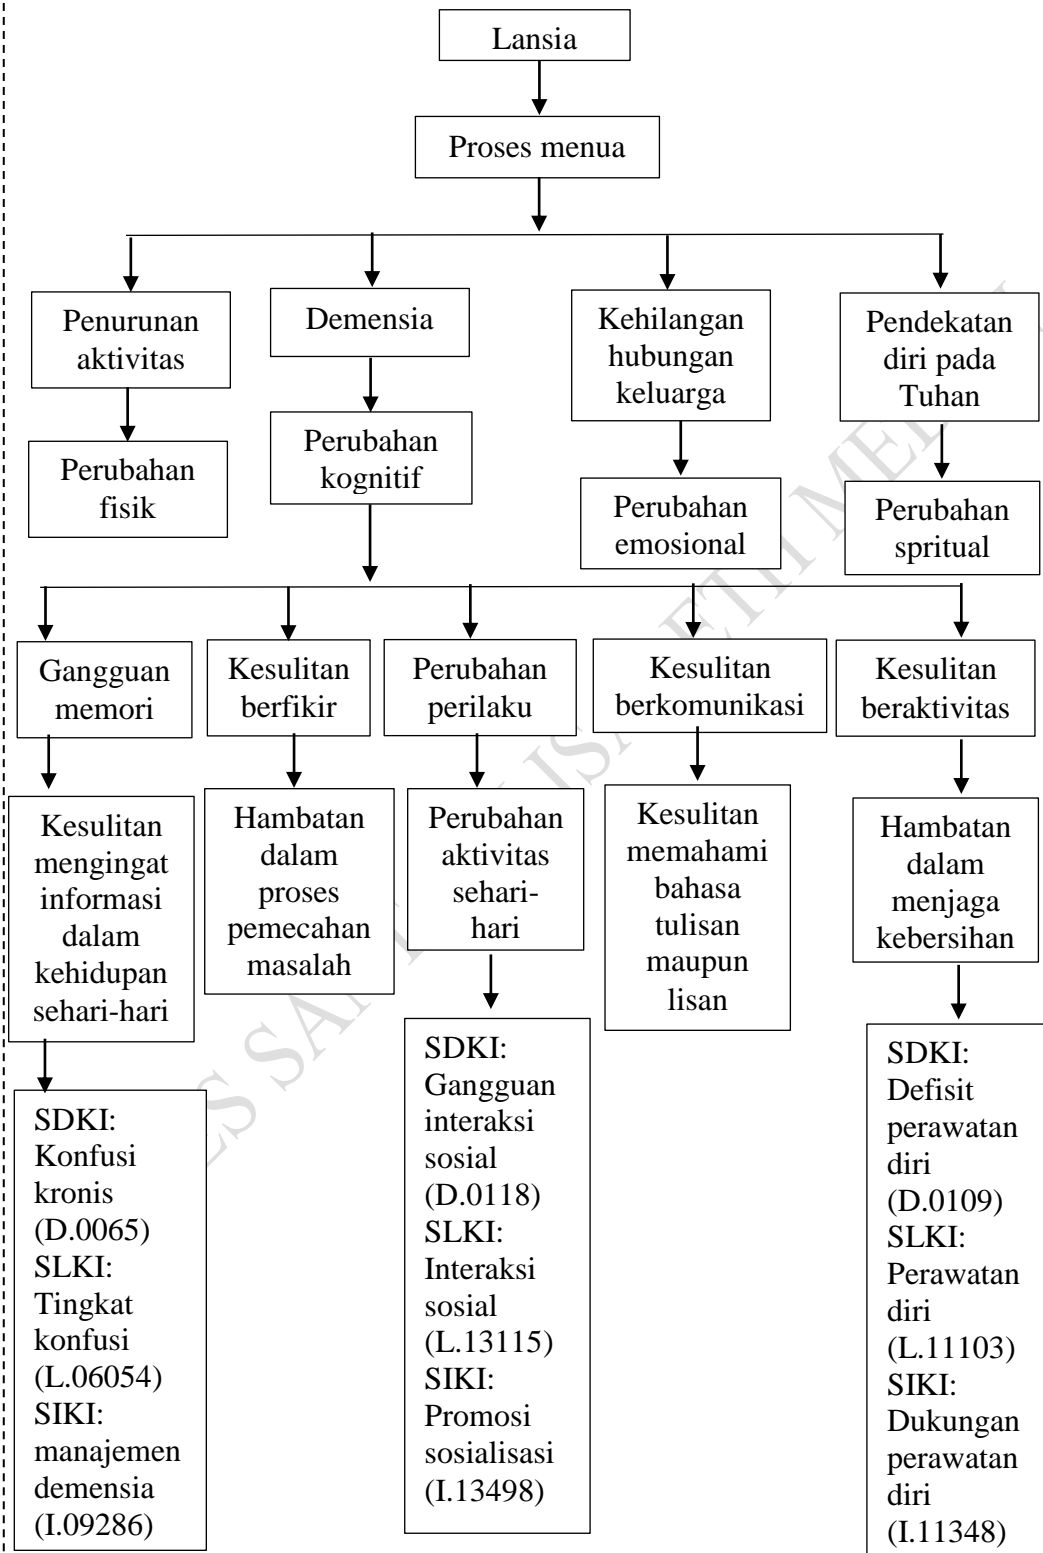 Lansia
Proses menua
Penurunan
aktivitas
Demensia
Kehilangan
hubungan
keluarga
Pendekatan
diri pada
Tuhan
Perubahan
fisik
Perubahan
kognitif
Perubahan
emosional
Perubahan
spritual
Gangguan
memori
Kesulitan
berfikir
Perubahan
perilaku
Kesulitan
berkomunikasi
Kesulitan
beraktivitas
Kesulitan
mengingat
informasi
dalam
kehidupan
sehari-hari
Hambatan
dalam
proses
pemecahan
masalah
Perubahan
aktivitas
sehari-
hari
Kesulitan
memahami
bahasa
tulisan
maupun
lisan
Hambatan
dalam
menjaga
kebersihan
SDKI:
Konfusi
kronis
(D.0065)
SLKI:
Tingkat
konfusi
(L.06054)
SIKI:
manajemen
demensia
(I.09286)
SDKI:
Gangguan
interaksi
sosial
(D.0118)
SLKI:
Interaksi
sosial
(L.13115)
SIKI:
Promosi
sosialisasi
(I.13498)
SDKI:
Defisit
perawatan
diri
(D.0109)
SLKI:
Perawatan
diri
(L.11103)
SIKI:
Dukungan
perawatan
diri
(I.11348)